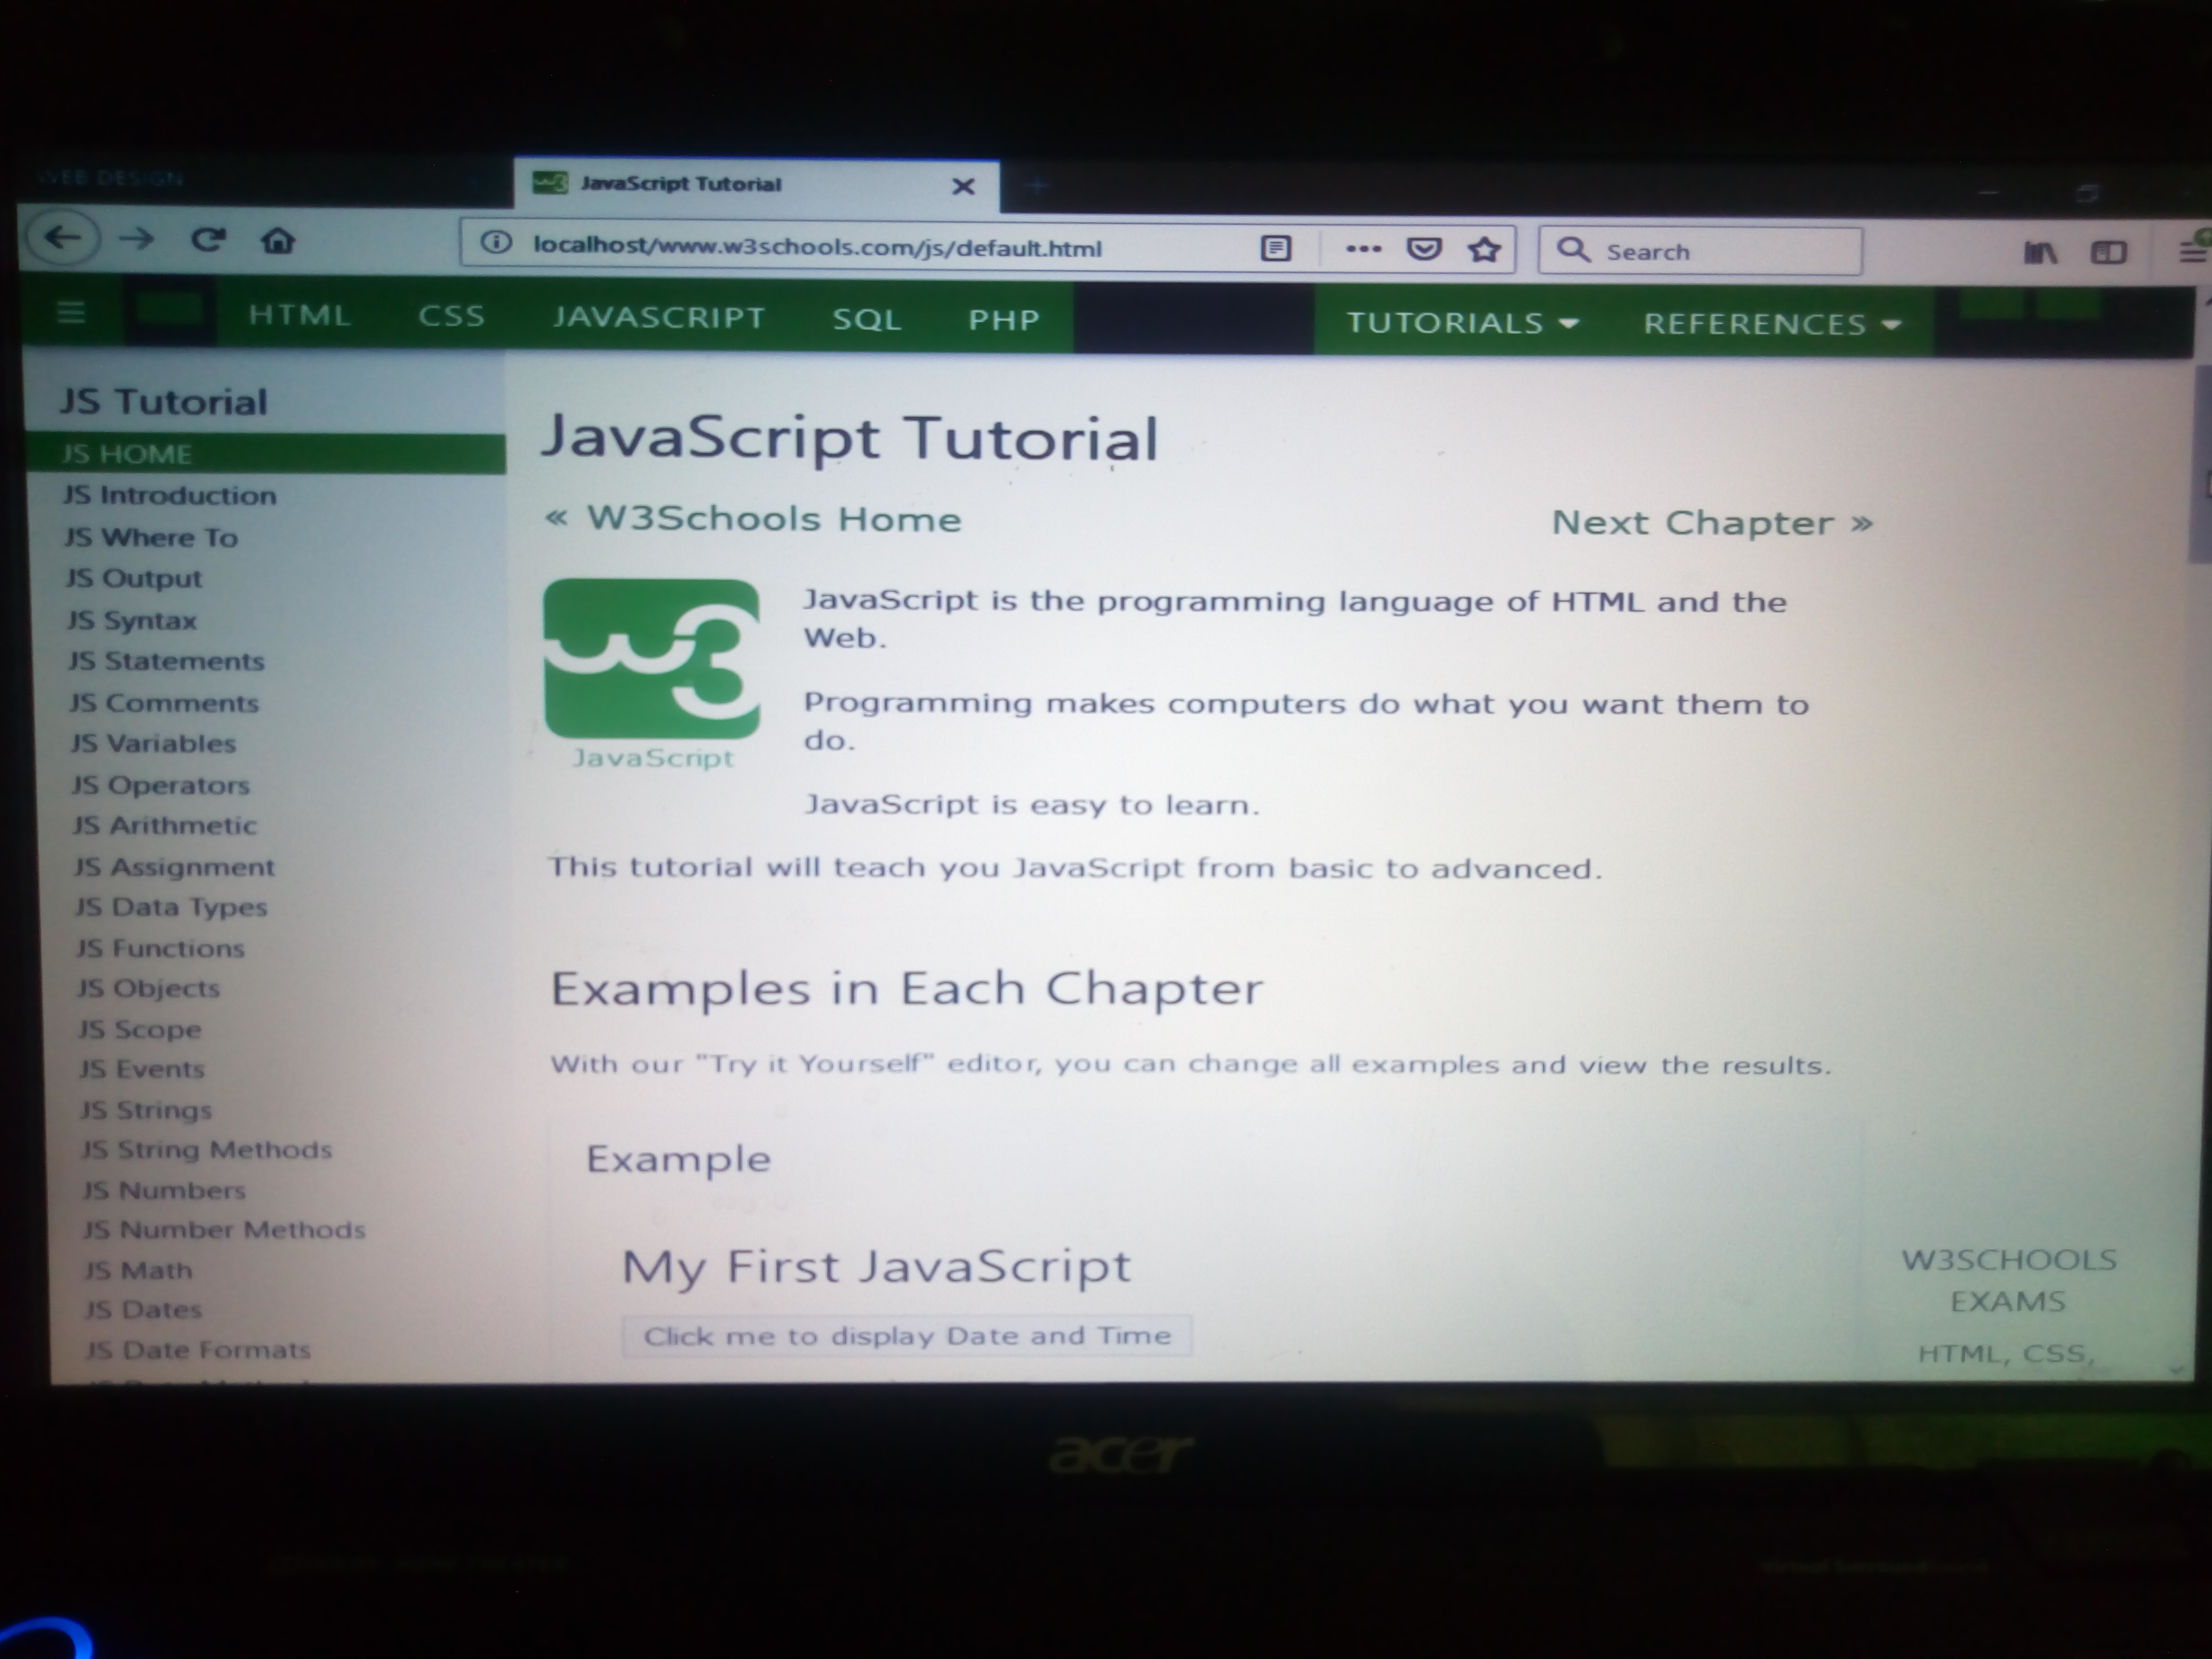 WEB DESIGN
JavaScript Tutorial
localhost/www.w3schools.com/js/default.html
Search
HTML CSS JAVASCRIPT SQL PHP TUTORIALS REFERENCES
JS Tutorial
JS HOME
JS Introduction
JS Where To
JS Output
JS Syntax
JS Statements
JS Comments
JS Variables
JS Operators
JS Arithmetic
JS Assignment
JS Data Types
JS Functions
JS Objects
JS Scope
JS Events
JS Strings
JS String Methods
JS Numbers
JS Number Methods
JS Math
JS Dates
JS Date Formats
JavaScript Tutorial
« W3Schools Home
Next Chapter »
w3
JavaScript
JavaScript is the programming language of HTML and the
Web.
Programming makes computers do what you want them to
do.
JavaScript is easy to learn.
This tutorial will teach you JavaScript from basic to advanced.
Examples in Each Chapter
With our "Try it Yourself" editor, you can change all examples and view the results.
Example
My First JavaScript
Click me to display Date and Time
W3SCHOOLS
EXAMS
HTML, CSS,
acer